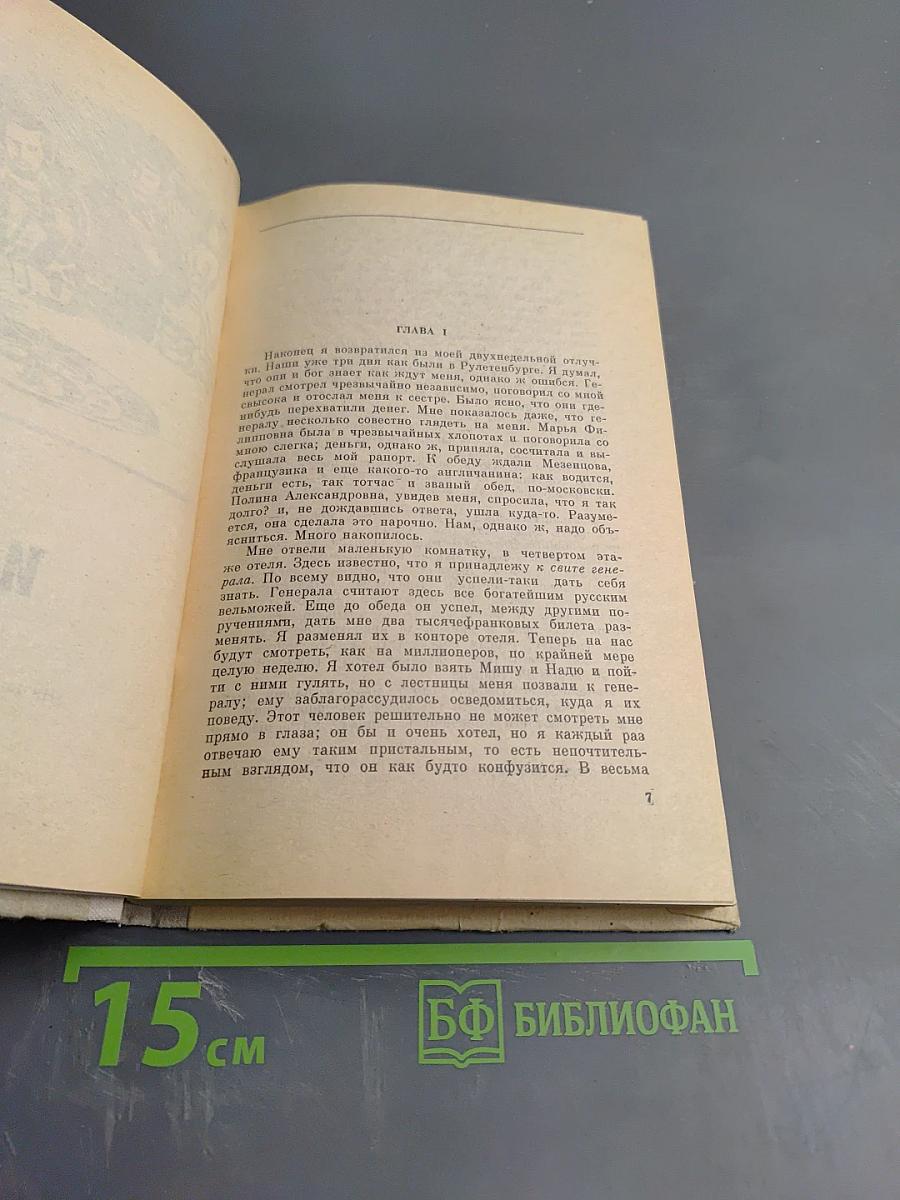 И
ГЛАВА I
Наконец я возвратился из моей двухнедельной отлуч-
ки. Наши уже три дня как были в Рулетенбурге. Я думал,
что они и бог знает как ждут меня, однако ж ошибся. Ге-
нерал смотрел чрезвычайно независимо, поговорил со мной
свысока и отослал меня к сестре. Было ясно, что они где-
нибудь перехватили денег. Мне показалось даже, что ге-
нералу несколько совестно глядеть на меня. Марья Фи-
липповна была в чрезвычайных хлопотах и поговорила со
мною слегка; деньги, однако ж, приняла, сосчитала и вы-
слушала весь мой рапорт. К обеду ждали Мезенцова,
французика и еще какого-то англичанина: как водится,
деньги есть, так тотчас и званый обед, по-московски.
Полина Александровна, увидев меня, спросила, что я так
долго? и, не дождавшись ответа, ушла куда-то. Разуме-
ется, она сделала это нарочно. Нам, однако ж, надо объ-
ясниться. Много накопилось.
Мне отвели маленькую комнатку, в четвертом эта-
же отеля. Здесь известно, что я принадлежу к свите гене-
рала. По всему видно, что они успели-таки дать себя
знать. Генерала считают здесь все богатейшим русским
вельможей. Еще до обеда он успел, между другими по-
ручениями, дать мне два тысячефранковых билета раз-
менять. Я разменял их в конторе отеля. Теперь на нас
будут смотреть, как на миллионеров, по крайней мере
целую неделю. Я хотел было взять Мишу и Надю и пой-
ти с ними гулять, но с лестницы меня позвали к гене-
ралу; ему заблагорассудилось осведомиться, куда я их
поведу. Этот человек решительно не может смотреть мне
прямо в глаза; он бы и очень хотел, но я каждый раз
отвечаю ему таким пристальным, то есть непочтитель-
ным взглядом, что он как будто конфузится. В весьма
7
15 см
БФ БИБЛИОФАН